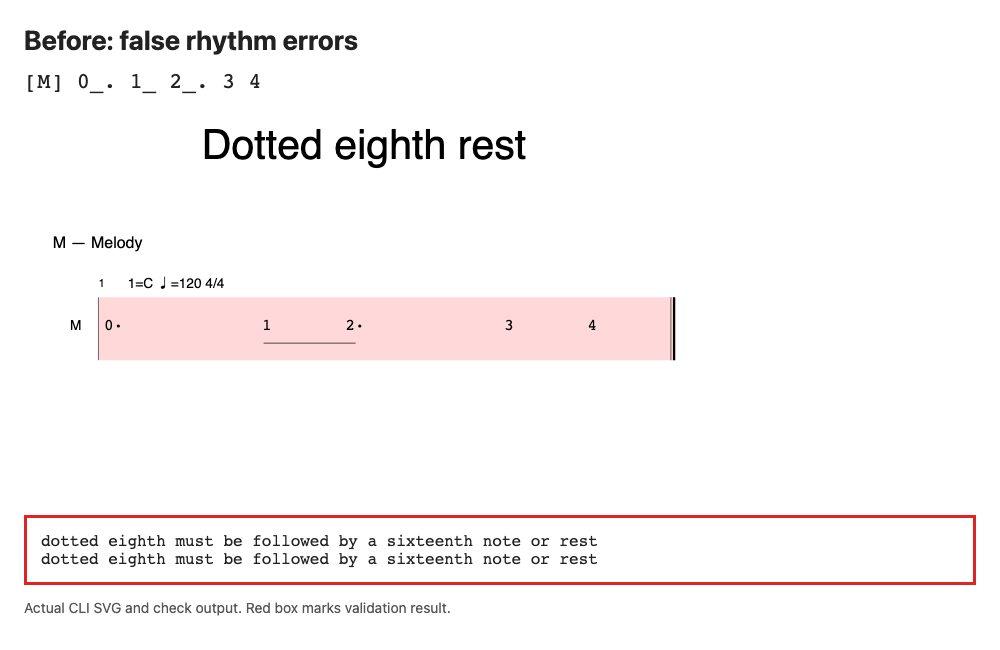 Before: false rhythm errors
[M] 0_. 1_ 2_. 3 4
Dotted eighth rest
M — Melody
1 1=C ♩=120 4/4
M 0· 1 2· 3 4
dotted eighth must be followed by a sixteenth note or rest
dotted eighth must be followed by a sixteenth note or rest
Actual CLI SVG and check output. Red box marks validation result.